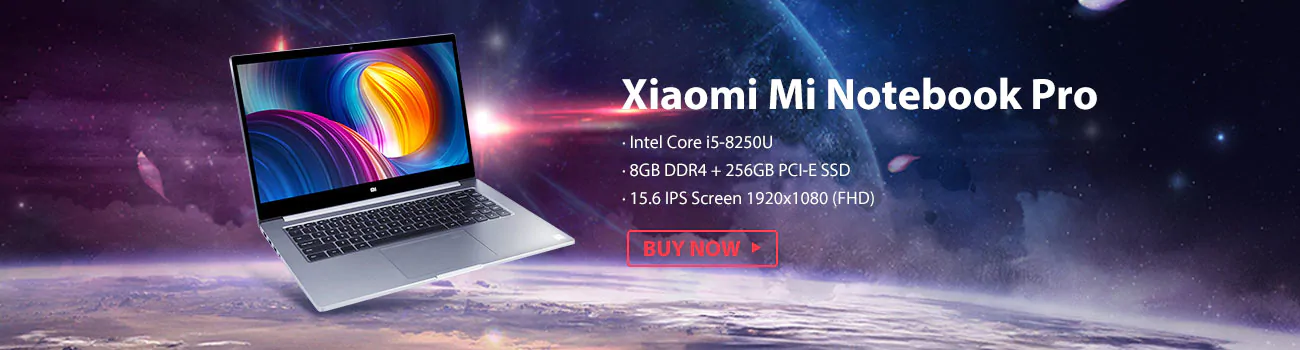 Xiaomi Mi Notebook Pro
· Intel Core i5-8250U
· 8GB DDR4 + 256GB PCI-E SSD
· 15.6 IPS Screen 1920x1080 (FHD)
BUY NOW